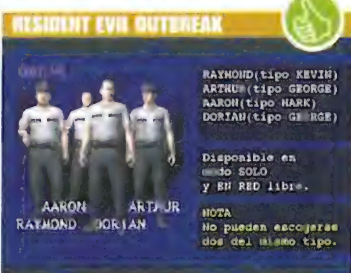 RESIDENT EVIL OUTBREAK
RAYMOND(tipo KEVIN)
ARTHUR(tipo GEORGE)
AARON(tipo MARK)
DORIAN(tipo GEORGE)
Disponible en
modo SOLO
y EN RED libre.
NOTA
No pueden escogerse
dos del mismo tipo.
AARON ARTHUR
RAYMOND DORIAN